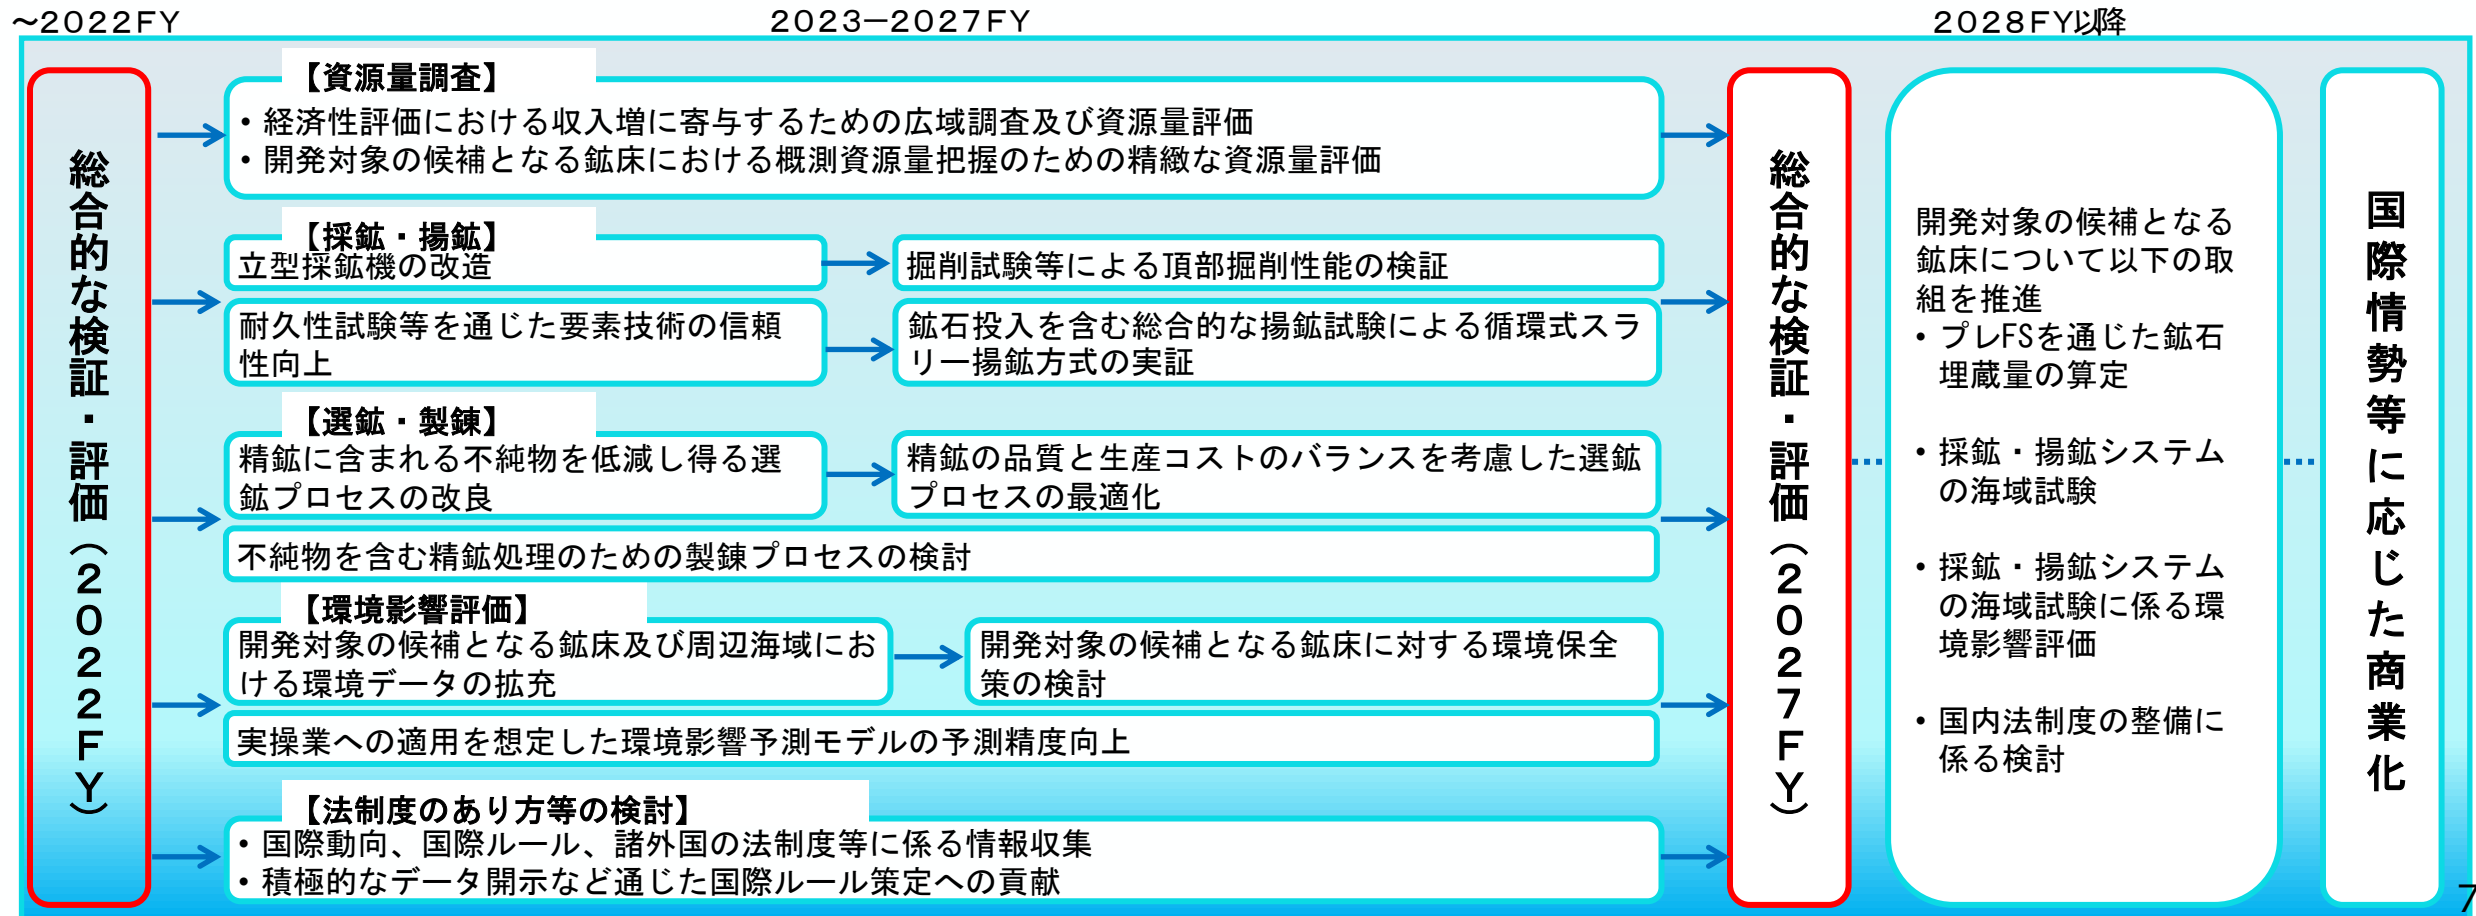 ～2022FY
2023－2027FY
2028FY以降
総合的な検証・評価（2022FY）
【資源量調査】
・経済性評価における収入増に寄与するための広域調査及び資源量評価
・開発対象の候補となる鉱床における概測資源量把握のための精緻な資源量評価
【採鉱・揚鉱】
立型採鉱機の改造
掘削試験等による頂部掘削性能の検証
耐久性試験等を通じた要素技術の信頼
性向上
鉱石投入を含む総合的な揚鉱試験による循環式スラ
リー揚鉱方式の実証
【選鉱・製錬】
精鉱に含まれる不純物を低減し得る選
鉱プロセスの改良
精鉱の品質と生産コストのバランスを考慮した選鉱
プロセスの最適化
不純物を含む精鉱処理のための製錬プロセスの検討
【環境影響評価】
開発対象の候補となる鉱床及び周辺海域にお
ける環境データの拡充
開発対象の候補となる鉱床に対する環境保全
策の検討
実操業への適用を想定した環境影響予測モデルの予測精度向上
【法制度のあり方等の検討】
・国際動向、国際ルール、諸外国の法制度等に係る情報収集
・積極的なデータ開示など通じた国際ルール策定への貢献
総合的な検証・評価（2027FY）
開発対象の候補となる
鉱床について以下の取
組を推進
・プレFSを通じた鉱石
埋蔵量の算定
・採鉱・揚鉱システム
の海域試験
・採鉱・揚鉱システム
の海域試験に係る環
境影響評価
・国内法制度の整備に
係る検討
国際情勢等に応じた商業化
7